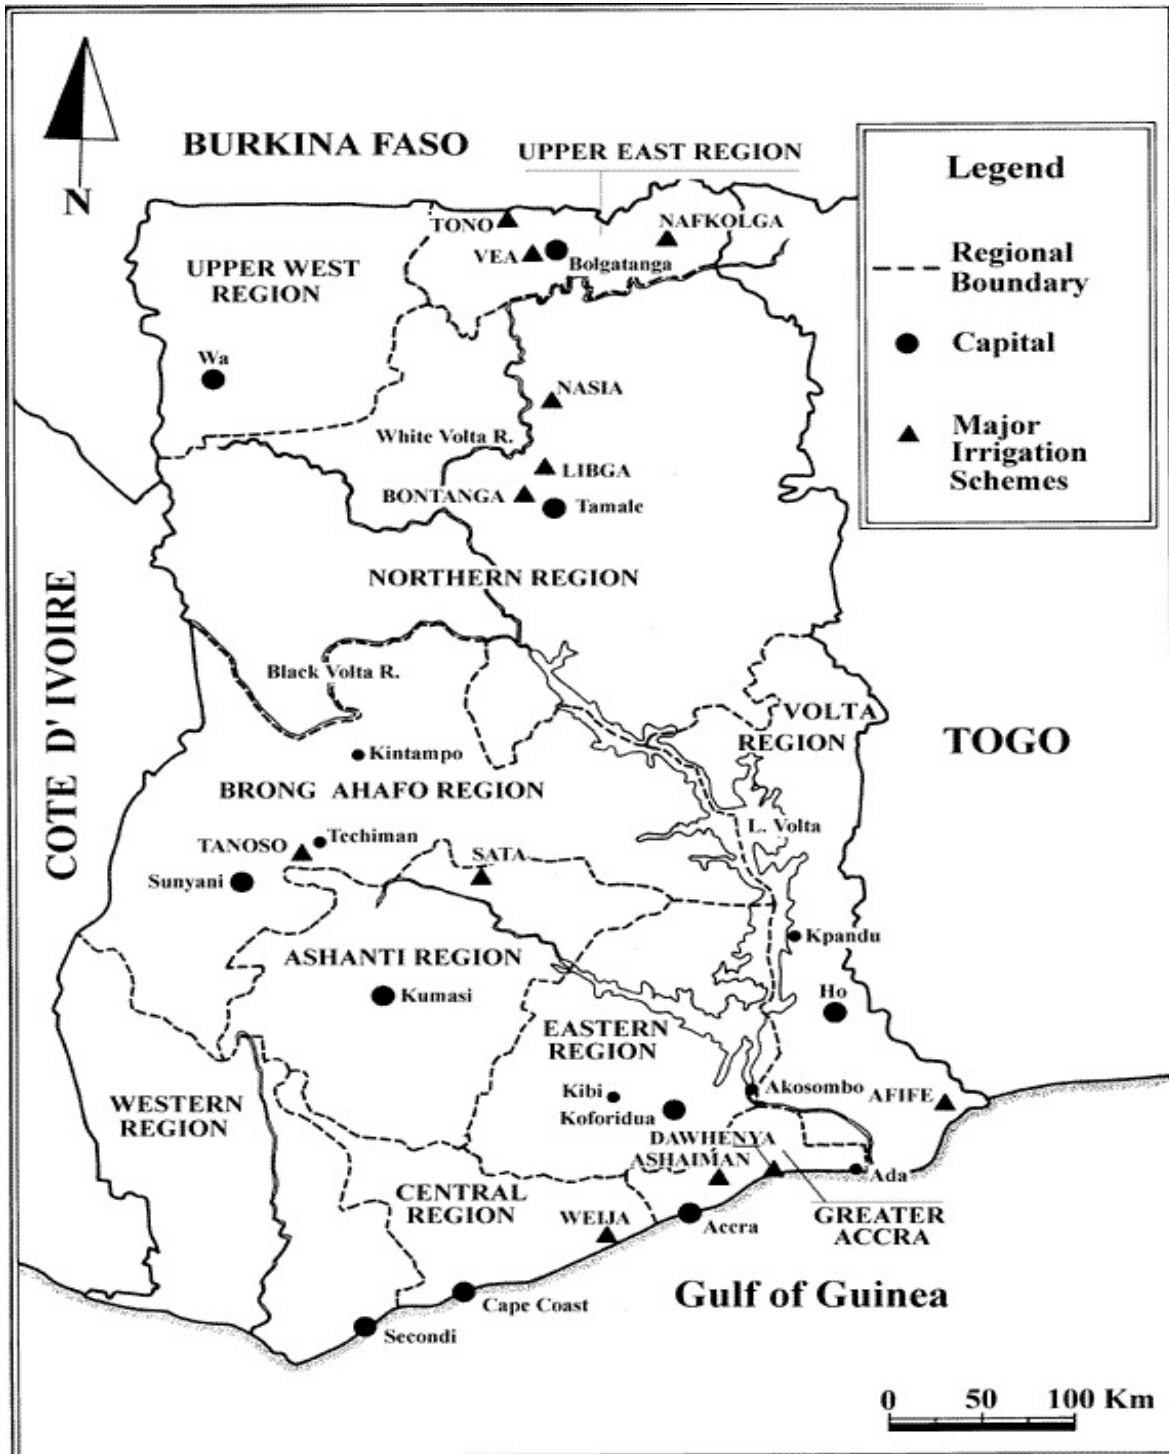 BURKINA FASO
UPPER EAST REGION
N
Legend
Regional
Boundary
Capital
Major
Irrigation
Schemes
TONO
NAFKOLGA
VEA
Bolgatanga
UPPER WEST
REGION
Wa
NASIA
White Volta R.
LIBGA
BONTANGA
Tamale
NORTHERN REGION
COTE D' IVOIRE
Black Volta R.
VOLTA
REGION
TOGO
Kintampo
BRONG AHAFO REGION
L. Volta
Techiman
TANOSO
SATA
Sunyani
Kpandu
ASHANTI REGION
Kumasi
Ho
EASTERN
REGION
Kibi
Akosombo
AFIFE
WESTERN
REGION
Koforidua
DAWHENYA
ASHAIMAN
Ada
CENTRAL
REGION
WEIJA
Accra
GREATER
ACCRA
Cape Coast
Gulf of Guinea
Secondi
0 50 100 Km